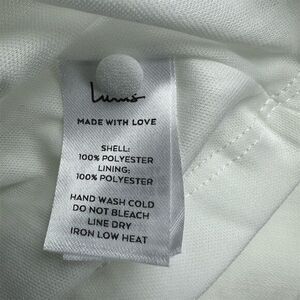 MADE WITH LOVE
SHELL:
100% POLYESTER
LINING:
100% POLYESTER
HAND WASH COLD
DO NOT BLEACH
LINE DRY
IRON LOW HEAT